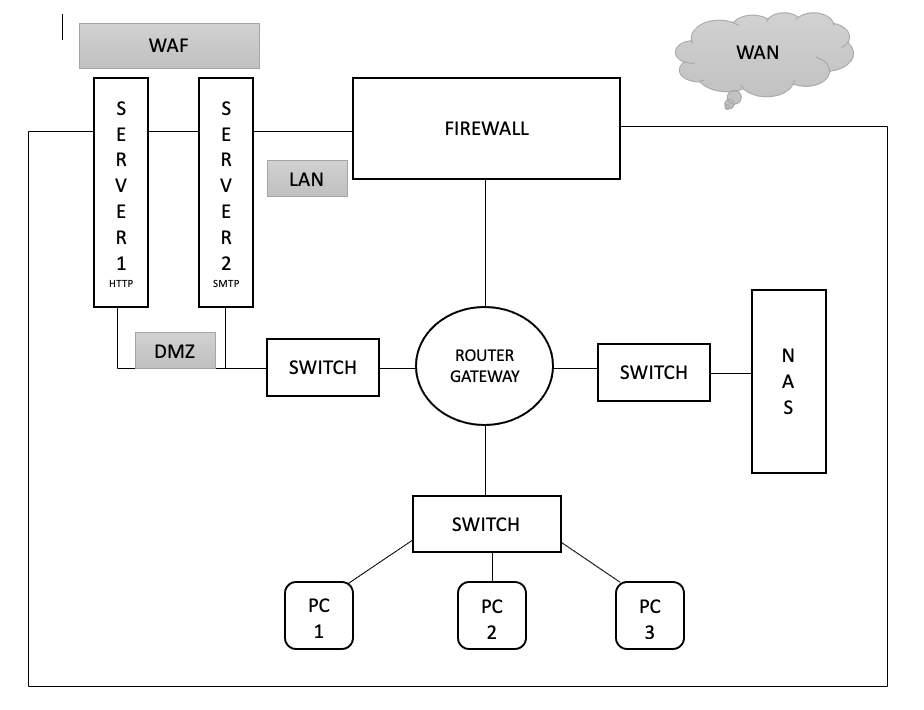 WAF
WAN
S
E
R
V
E
R
1
HTTP
S
E
R
V
E
R
2
SMTP
FIREWALL
LAN
DMZ
SWITCH
ROUTER
GATEWAY
SWITCH
N
A
S
SWITCH
PC
1
PC
2
PC
3